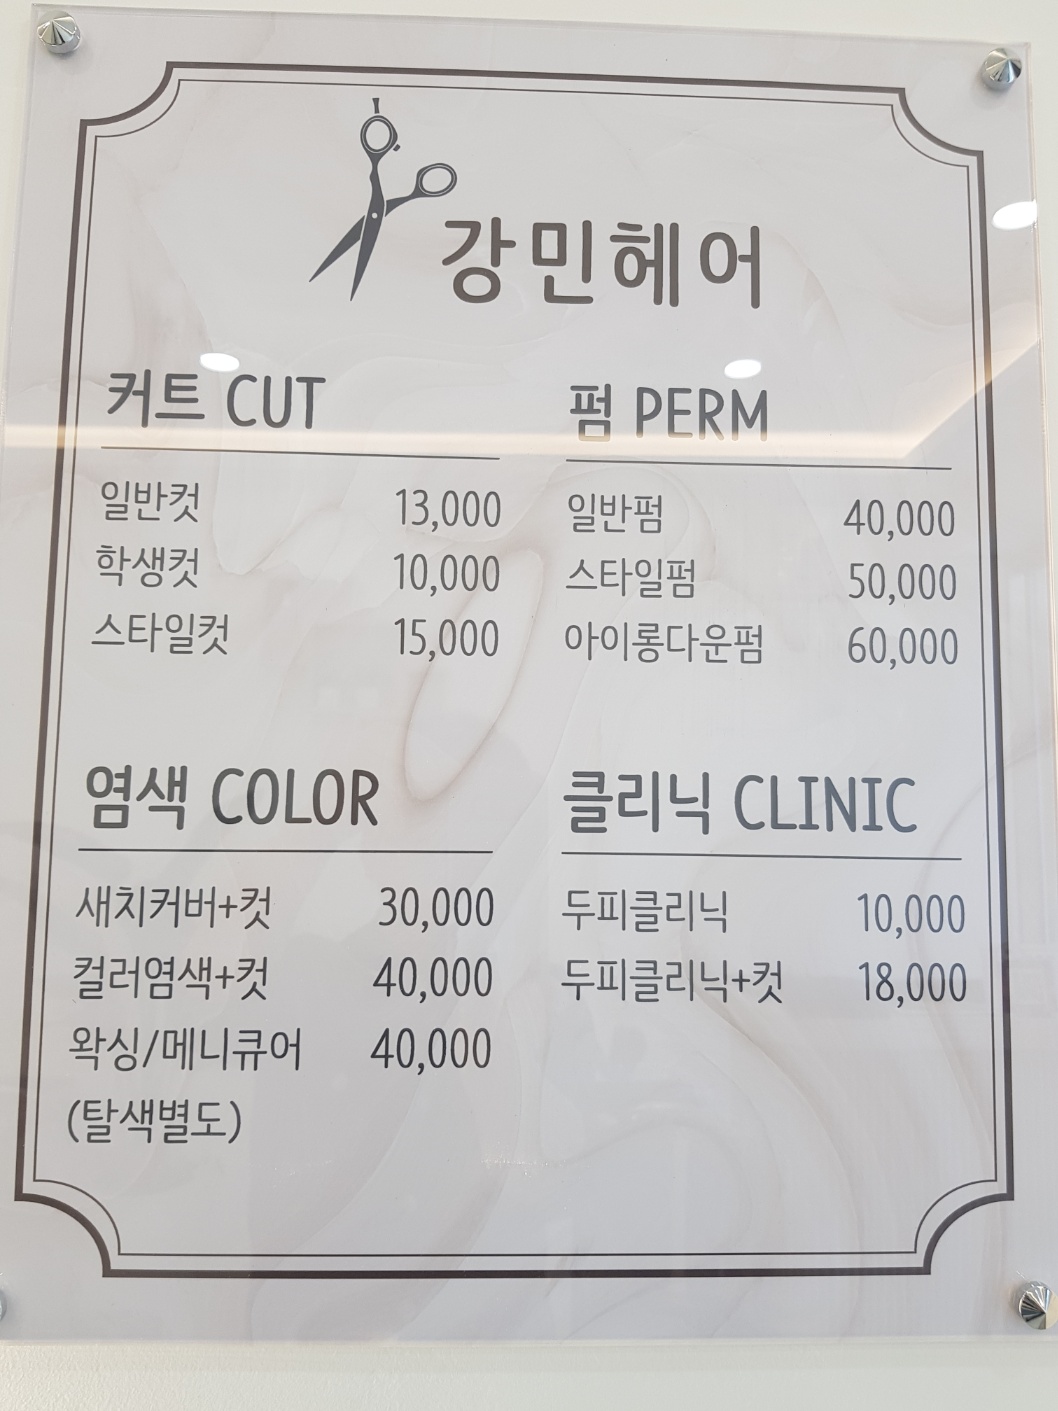 강민헤어
커트 CUT
일반컷 13,000
학생컷 10,000
스타일컷 15,000
펌 PERM
일반펌 40,000
스타일펌 50,000
아이롱다운펌 60,000
염색 COLOR
새치커버+컷 30,000
컬러염색+컷 40,000
왁싱/메니큐어 40,000
(탈색별도)
클리닉 CLINIC
두피클리닉 10,000
두피클리닉+컷 18,000